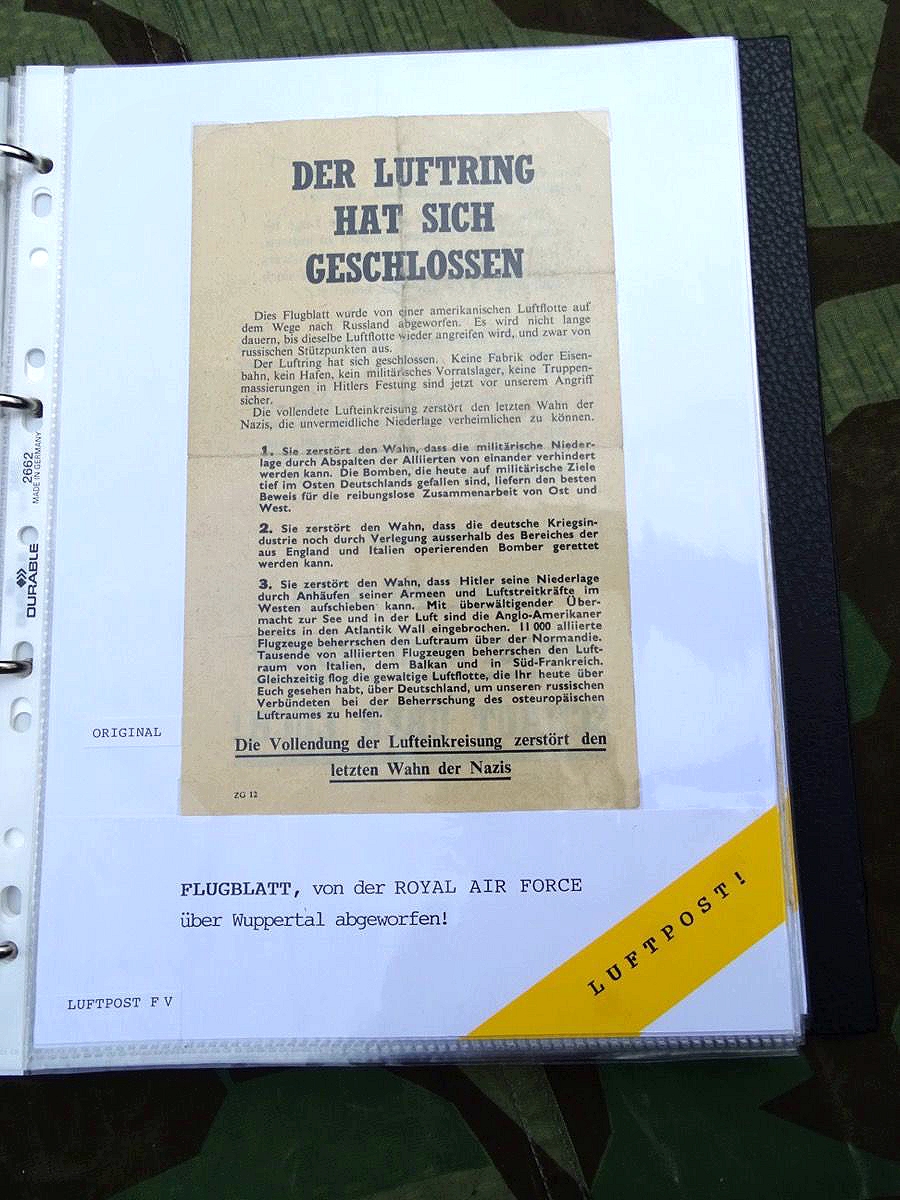 DER LUFTRING
HAT SICH
GESCHLOSSEN
Dies Flugblatt wurde von einer amerikanischen Luftflotte auf
dem Wege nach Russland abgeworfen. Es wird nicht lange
dauern, bis dieselbe Luftflotte wieder angreifen wird, und zwar von
russischen Stützpunkten aus.
Der Luftring hat sich geschlossen. Keine Fabrik oder Eisen-
bahn, kein Hafen, kein militärisches Vorratslager, keine Truppen-
massierungen in Hitlers Festung sind jetzt vor unserem Angriff
sicher.
Die vollendete Lufteinkreisung zerstört den letzten Wahn der
Nazis, die unvermeidliche Niederlage verheimlichen zu können.
1. Sie zerstört den Wahn, dass die militärische Nieder-
lage durch Abspalten der Alliierten von einander verhindert
werden kann. Die Bomben, die heute auf militärische Ziele
tief im Osten Deutschlands gefallen sind, liefern den besten
Beweis für die reibungslose Zusammenarbeit von Ost und
West.
2. Sie zerstört den Wahn, dass die deutsche Kriegsin-
dustrie noch durch Verlegung ausserhalb des Bereiches der
aus England und Italien operierenden Bomber gerettet
werden kann.
3. Sie zerstört den Wahn, dass Hitler seine Niederlage
durch Anhäufen seiner Armeen und Luftstreitkräfte im
Westen aufschieben kann. Mit überwältigender Über-
macht zur See und in der Luft sind die Anglo-Amerikaner
bereits in den Atlantik Wall eingebrochen. 11 000 alliierte
Flugzeuge beherrschen den Luftraum über der Normandie.
Tausende von alliierten Flugzeugen beherrschen den Luft-
raum von Italien, dem Balkan und in Süd-Frankreich.
Gleichzeitig flog die gewaltige Luftflotte, die Ihr heute über
Euch gesehen habt, über Deutschland, um unseren russischen
Verbündeten bei der Beherrschung des osteuropäischen
Luftraumes zu helfen.
Die Vollendung der Lufteinkreisung zerstört den
letzten Wahn der Nazis
ZG 12
ORIGINAL
FLUGBLATT, von der ROYAL AIR FORCE
über Wuppertal abgeworfen!
LUFTPOST!
LUFTPOST F V
DURABLE
2662
MADE IN GERMANY